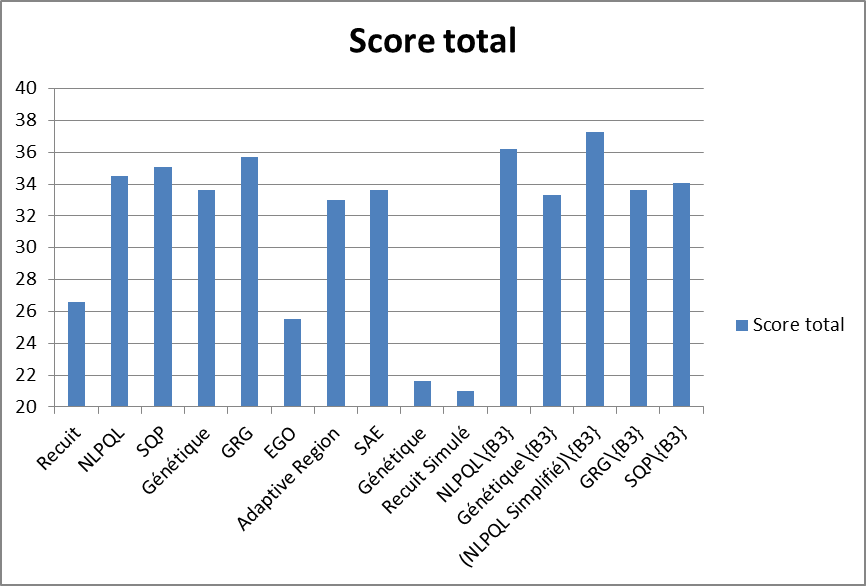 Score total
40
38
36
34
32
30
28
26
24
22
20
Recuit
NLPQL
SQP
Génétique
GRG
EGO
Adaptive Region
SAE
Génétique
Recuit Simulé
NLPQL\{B3}
Génétique\{B3}
(NLPQL Simplifié)\{B3}
GRG\{B3}
SQP\{B3}
Score total